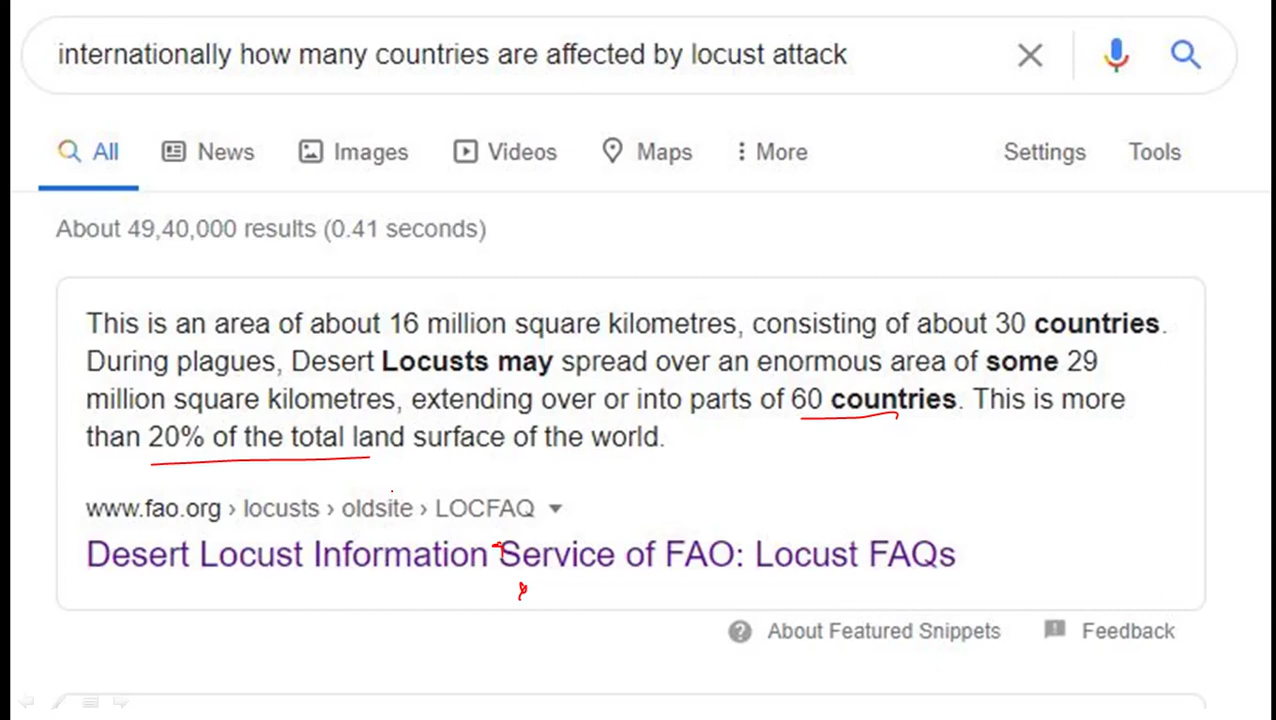 internationally how many countries are affected by locust attack
All News Images Videos Maps More Settings Tools
About 49,40,000 results (0.41 seconds)
This is an area of about 16 million square kilometres, consisting of about 30 countries.
During plagues, Desert Locusts may spread over an enormous area of some 29
million square kilometres, extending over or into parts of 60 countries. This is more
than 20% of the total land surface of the world.
www.fao.org › locusts › oldsite › LOCFAQ
Desert Locust Information Service of FAO: Locust FAQs
About Featured Snippets Feedback